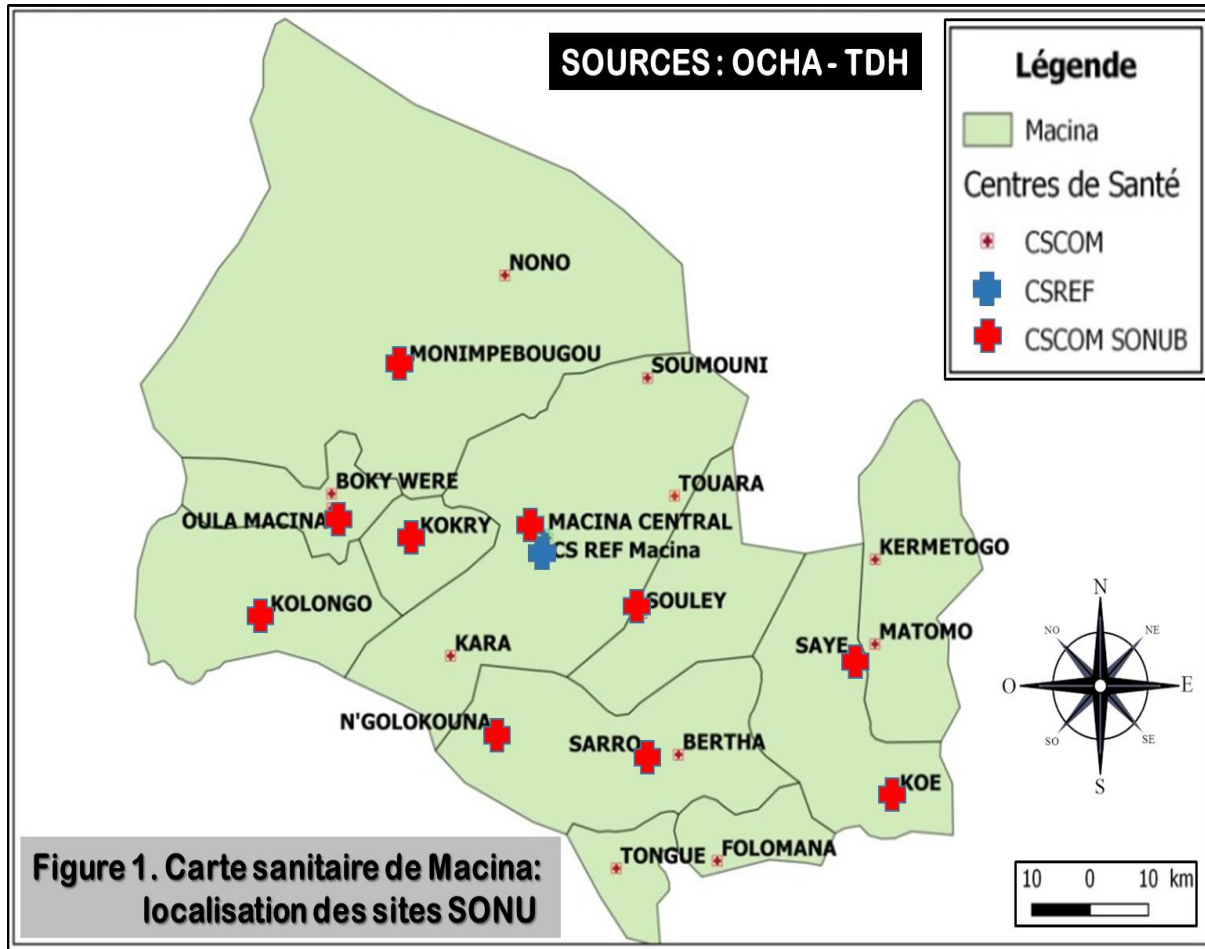 SOURCES : OCHA - TDH
Légende
Macina
Centres de Santé
CSCOM
CSREF
CSCOM SONUB
NONO
MONIMPEBOUGOU
SOUMOUNI
BOKY WERE
TOUARA
OULA MACINA
KOKRY
MACINA CENTRAL
CS REF Macina
KERMETOGO
KOLONGO
SOULEY
KARA
SAYE
MATOMO
N'GOLOKOUNA
SARRO
BERTHA
KOE
TONGUE
FOLOMANA
N
NO
NE
O
E
SO
SE
S
10 0 10 km
Figure 1. Carte sanitaire de Macina:
localisation des sites SONU